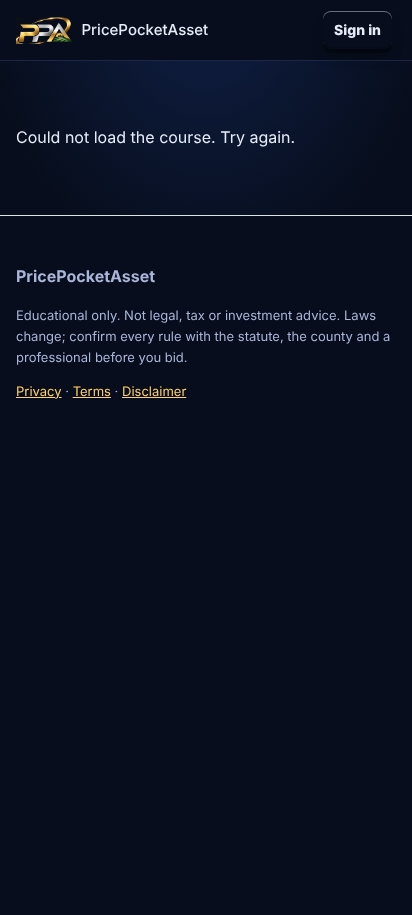 PPA PricePocketAsset Sign in
Could not load the course. Try again.
PricePocketAsset
Educational only. Not legal, tax or investment advice. Laws
change; confirm every rule with the statute, the county and a
professional before you bid.
Privacy · Terms · Disclaimer